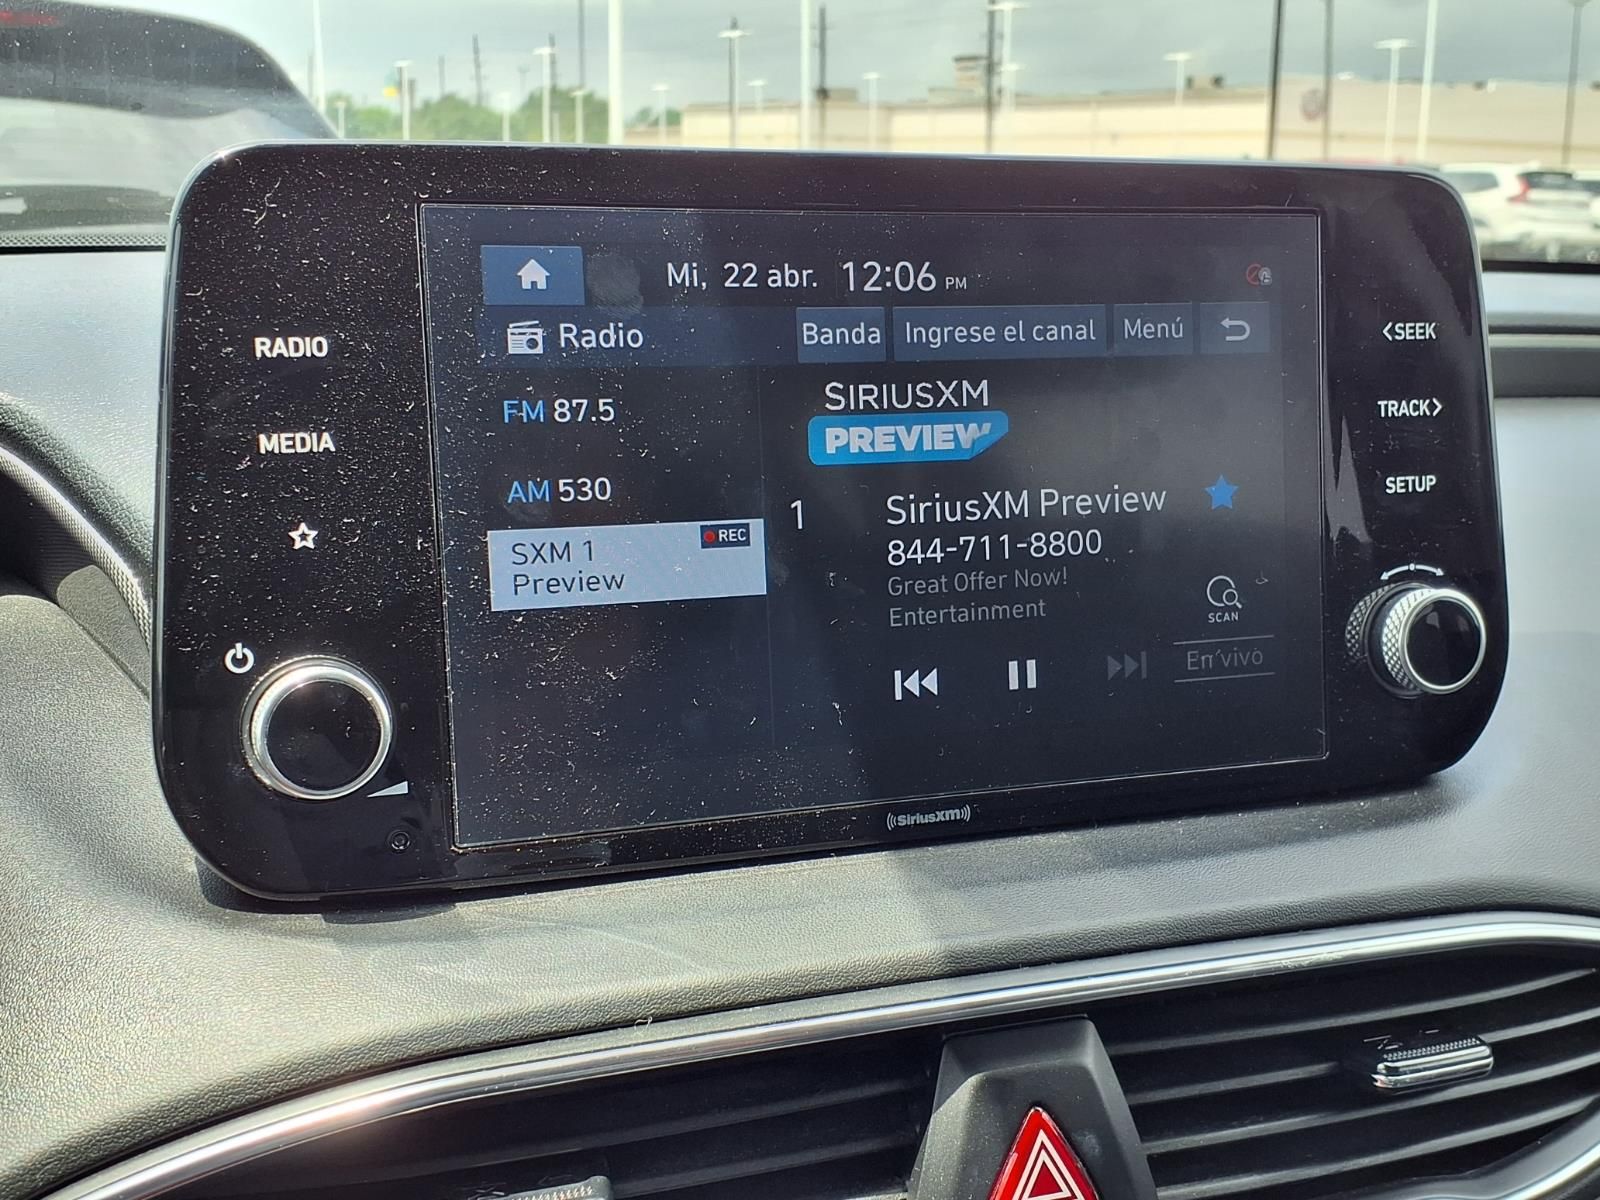 Mi, 22 abr. 12:06 PM
Radio
Banda
Ingrese el canal
Menú
RADIO
MEDIA
FM 87.5
AM 530
SXM 1
REC
Preview
SIRIUSXM
PREVIEW
1
SiriusXM Preview
844-711-8800
Great Offer Now!
Entertainment
SCAN
En vivo
<SEEK
TRACK>
SETUP
((SiriusXM))